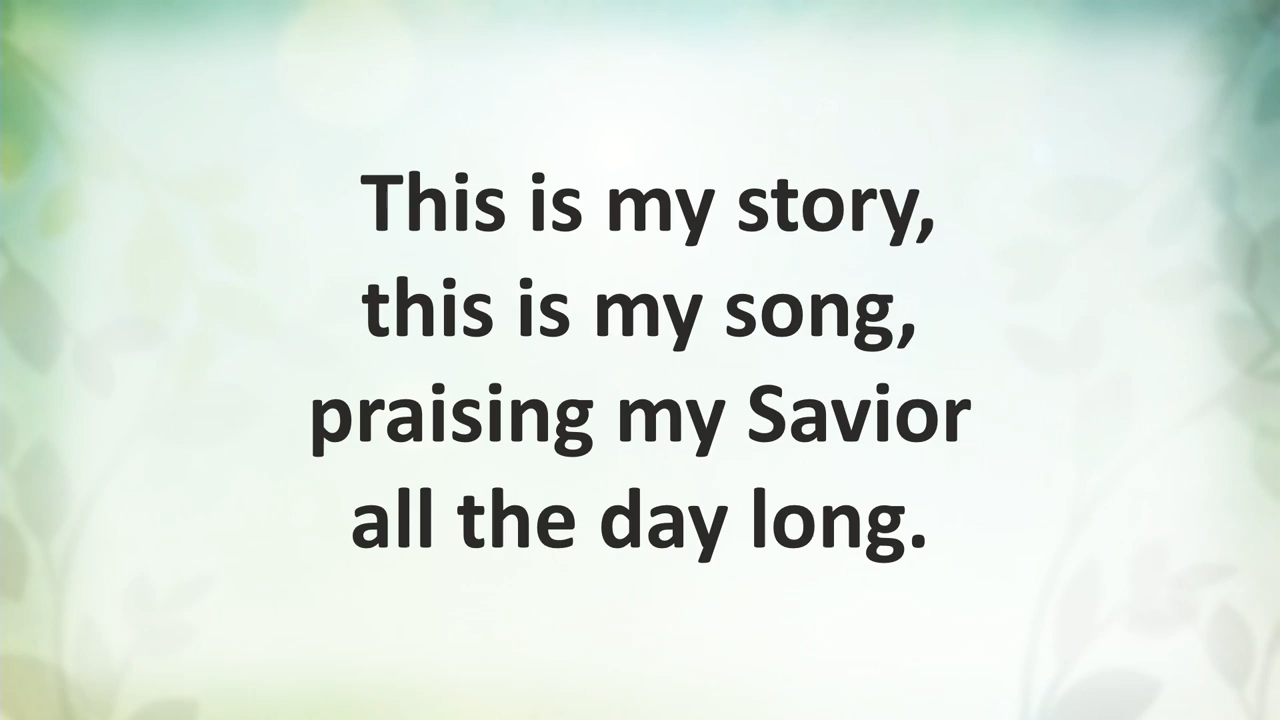 This is my story,
this is my song,
praising my Savior
all the day long.